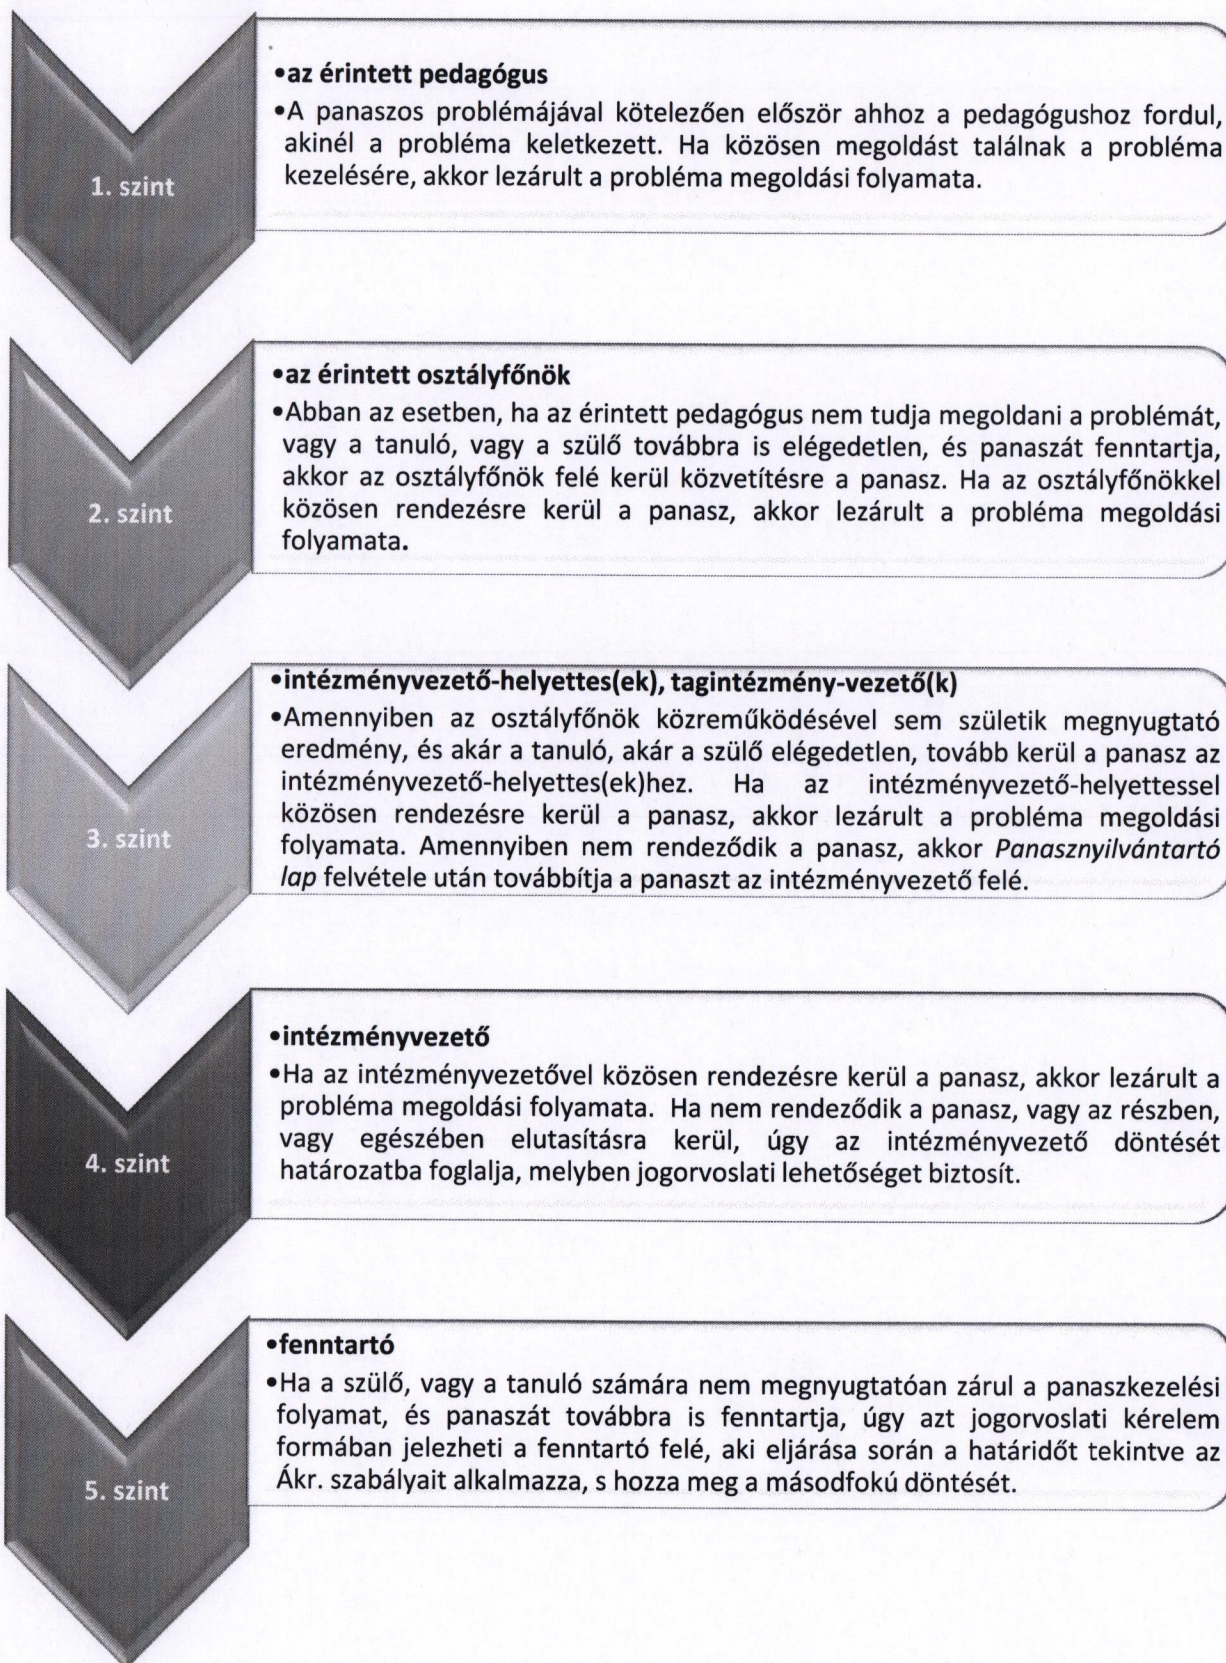 1. szint
•az érintett pedagógus
•A panaszos problémájával kötelezően először ahhoz a pedagógushoz fordul,
akinél a probléma keletkezett. Ha közösen megoldást találnak a probléma
kezelésére, akkor lezárult a probléma megoldási folyamata.
2. szint
•az érintett osztályfőnök
•Abban az esetben, ha az érintett pedagógus nem tudja megoldani a problémát,
vagy a tanuló, vagy a szülő továbbra is elégedetlen, és panaszát fenntartja,
akkor az osztályfőnök felé kerül közvetítésre a panasz. Ha az osztályfőnökkel
közösen rendezésre kerül a panasz, akkor lezárult a probléma megoldási
folyamata.
3. szint
•intézményvezető-helyettes(ek), tagintézmény-vezető(k)
•Amennyiben az osztályfőnök közreműködésével sem születik megnyugtató
eredmény, és akár a tanuló, akár a szülő elégedetlen, tovább kerül a panasz az
intézményvezető-helyettes(ek)hez. Ha az intézményvezető-helyettessel
közösen rendezésre kerül a panasz, akkor lezárult a probléma megoldási
folyamata. Amennyiben nem rendeződik a panasz, akkor Panasznyilvántartó
lap felvétele után továbbítja a panaszt az intézményvezető felé.
4. szint
•intézményvezető
•Ha az intézményvezetővel közösen rendezésre kerül a panasz, akkor lezárult a
probléma megoldási folyamata. Ha nem rendeződik a panasz, vagy az részben,
vagy egészében elutasításra kerül, úgy az intézményvezető döntését
határozatba foglalja, melyben jogorvoslati lehetőséget biztosít.
5. szint
•fenntartó
•Ha a szülő, vagy a tanuló számára nem megnyugtatóan zárul a panaszkezelési
folyamat, és panaszát továbbra is fenntartja, úgy azt jogorvoslati kérelem
formában jelezheti a fenntartó felé, aki eljárása során a határidőt tekintve az
Ákr. szabályait alkalmazza, s hozza meg a másodfokú döntését.